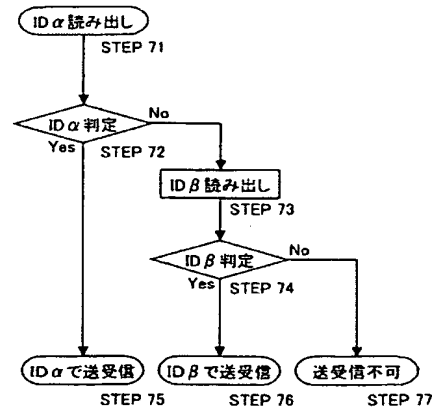 IDα読み出し
STEP 71
IDα判定
No
Yes
STEP 72
IDβ読み出し
STEP 73
IDβ判定
No
Yes
STEP 74
IDαで送受信
IDβで送受信
送受信不可
STEP 75
STEP 76
STEP 77